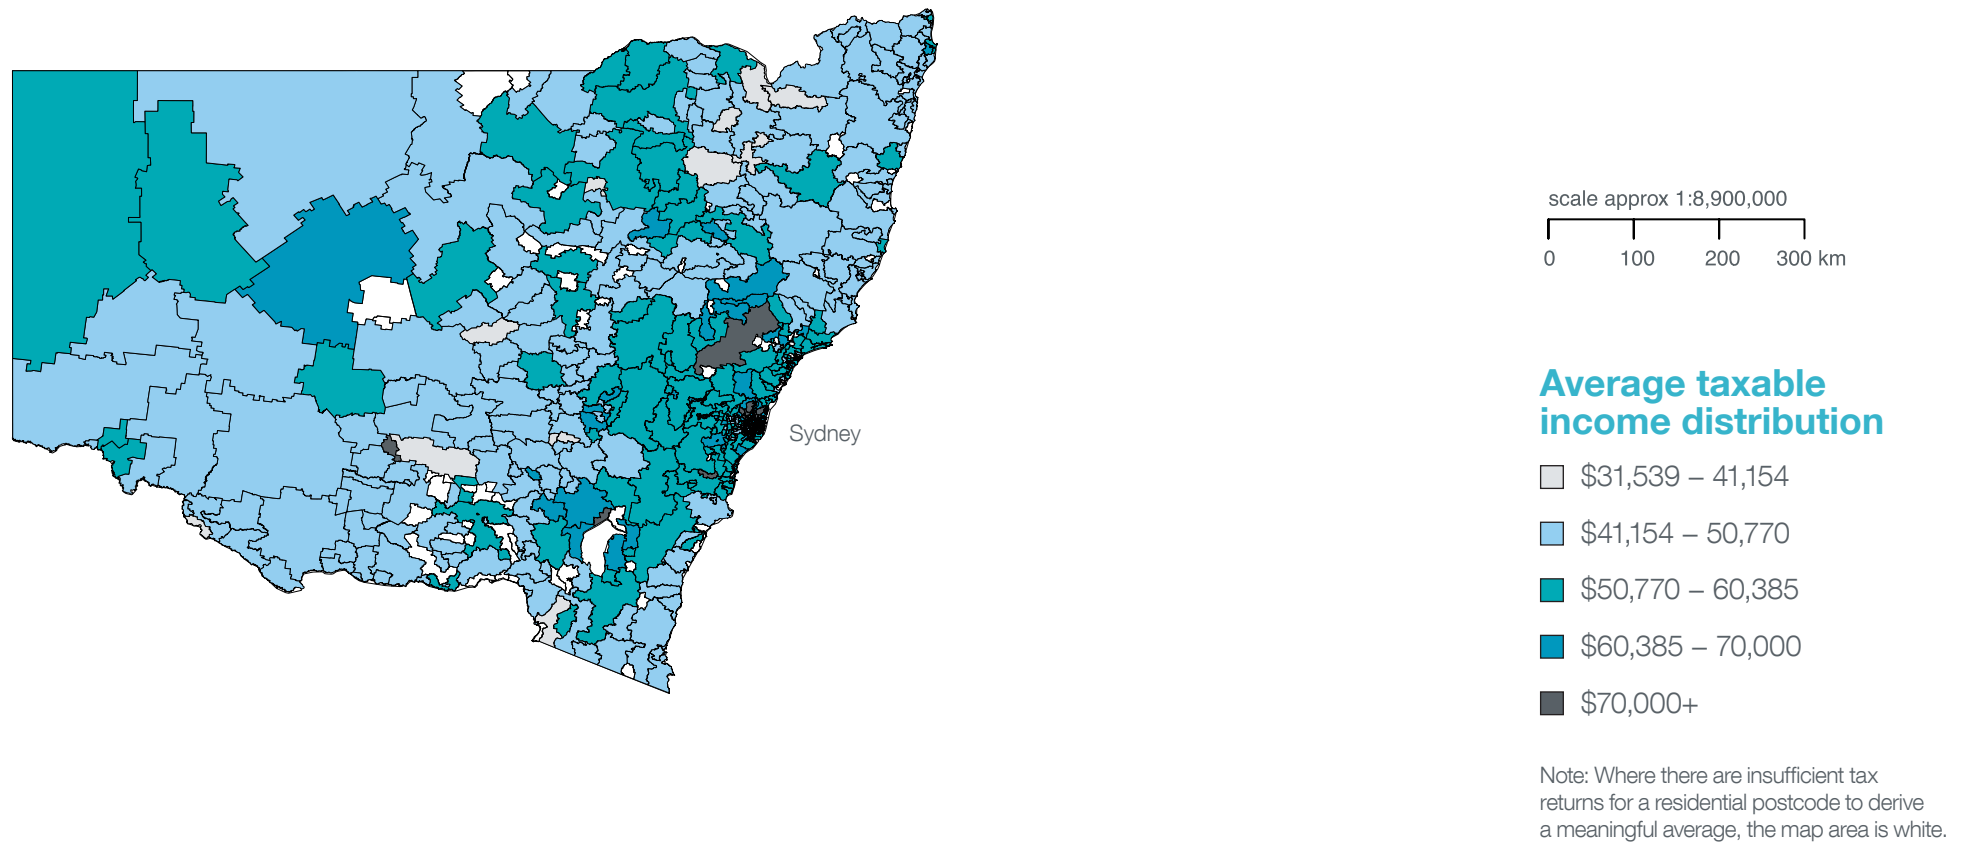 scale approx 1:8,900,000
0 100 200 300 km
Sydney
Average taxable
income distribution
$31,539 – 41,154
$41,154 – 50,770
$50,770 – 60,385
$60,385 – 70,000
$70,000+
Note: Where there are insufficient tax
returns for a residential postcode to derive
a meaningful average, the map area is white.